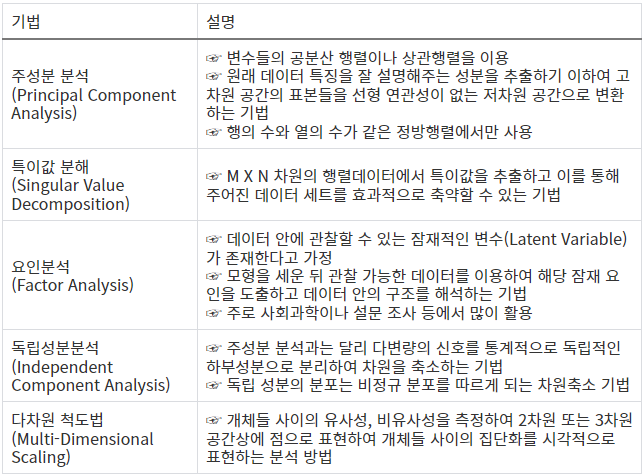 기법 설명
주성분 분석
(Principal Component
Analysis)
☞ 변수들의 공분산 행렬이나 상관행렬을 이용
☞ 원래 데이터 특징을 잘 설명해주는 성분을 추출하기 이하여 고
차원 공간의 표본들을 선형 연관성이 없는 저차원 공간으로 변환
하는 기법
☞ 행의 수와 열의 수가 같은 정방행렬에서만 사용
특이값 분해
(Singular Value
Decomposition)
☞ M X N 차원의 행렬데이터에서 특이값을 추출하고 이를 통해
주어진 데이터 세트를 효과적으로 축약할 수 있는 기법
요인분석
(Factor Analysis)
☞ 데이터 안에 관찰할 수 있는 잠재적인 변수(Latent Variable)
가 존재한다고 가정
☞ 모형을 세운 뒤 관찰 가능한 데이터를 이용하여 해당 잠재 요
인을 도출하고 데이터 안의 구조를 해석하는 기법
☞ 주로 사회과학이나 설문 조사 등에서 많이 활용
독립성분분석
(Independent
Component Analysis)
☞ 주성분 분석과는 달리 다변량의 신호를 통계적으로 독립적인
하부성분으로 분리하여 차원을 축소하는 기법
☞ 독립 성분의 분포는 비정규 분포를 따르게 되는 차원축소 기법
다차원 척도법
(Multi-Dimensional
Scaling)
☞ 개체들 사이의 유사성, 비유사성을 측정하여 2차원 또는 3차원
공간상에 점으로 표현하여 개체들 사이의 집단화를 시각적으로
표현하는 분석 방법